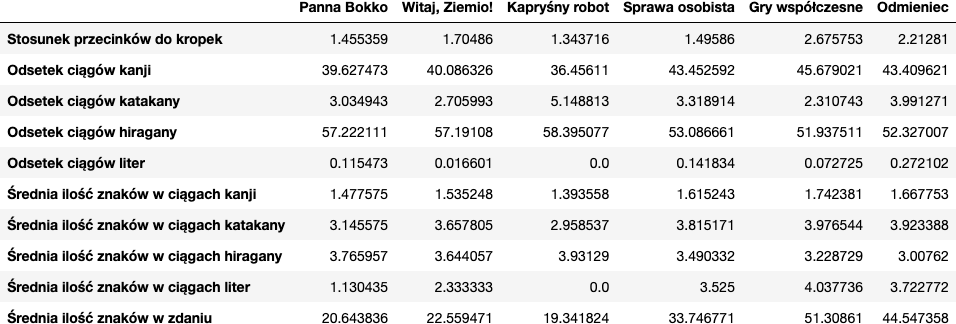 Panna Bokko Witaj, Ziemio! Kapryśny robot Sprawa osobista Gry współczesne Odmieniec
Stosunek przecinków do kropek 1.455359 1.70486 1.343716 1.49586 2.675753 2.21281
Odsetek ciągów kanji 39.627473 40.086326 36.45611 43.452592 45.679021 43.409621
Odsetek ciągów katakany 3.034943 2.705993 5.148813 3.318914 2.310743 3.991271
Odsetek ciągów hiragany 57.222111 57.19108 58.395077 53.086661 51.937511 52.327007
Odsetek ciągów liter 0.115473 0.016601 0.0 0.141834 0.072725 0.272102
Średnia ilość znaków w ciągach kanji 1.477575 1.535248 1.393558 1.615243 1.742381 1.667753
Średnia ilość znaków w ciągach katakany 3.145575 3.657805 2.958537 3.815171 3.976544 3.923388
Średnia ilość znaków w ciągach hiragany 3.765957 3.644057 3.93129 3.490332 3.228729 3.00762
Średnia ilość znaków w ciągach liter 1.130435 2.333333 0.0 3.525 4.037736 3.722772
Średnia ilość znaków w zdaniu 20.643836 22.559471 19.341824 33.746771 51.30861 44.547358